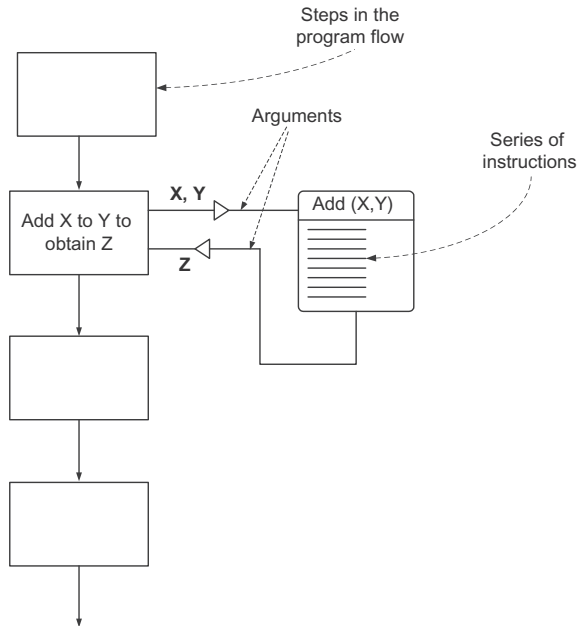 Steps in the
program flow
Arguments
Series of
instructions
X, Y
Add (X,Y)
Add X to Y to
obtain Z
Z